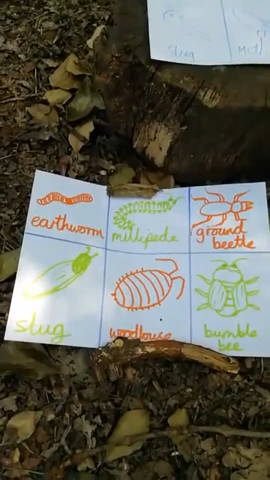 Slug
earthworm
millipede
ground
beetle
slug
woodlouse
bumble
bee